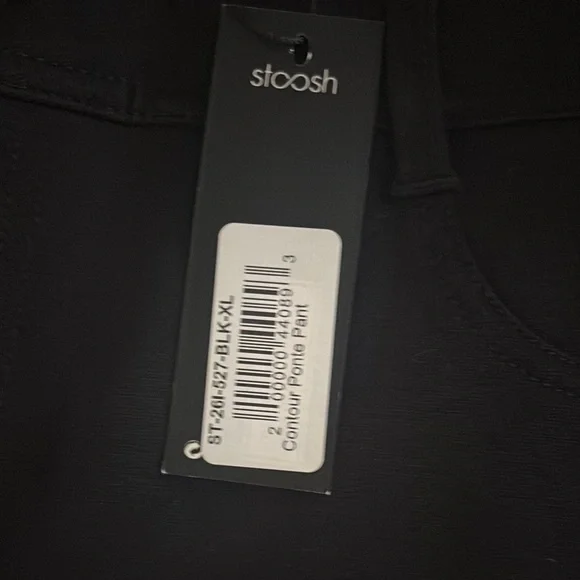 stoosh
ST-26I-527-BLK-XL
2 00000 44089 3
Contour Ponte Pant